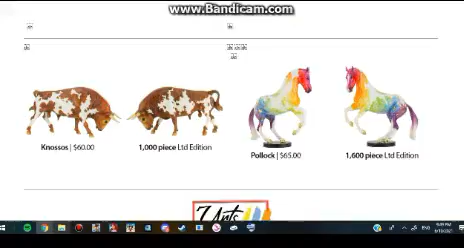 www.Bandicam.com
Knossos | $60.00
1,000 piece Ltd Edition
Pollock | $65.00
1,600 piece Ltd Edition